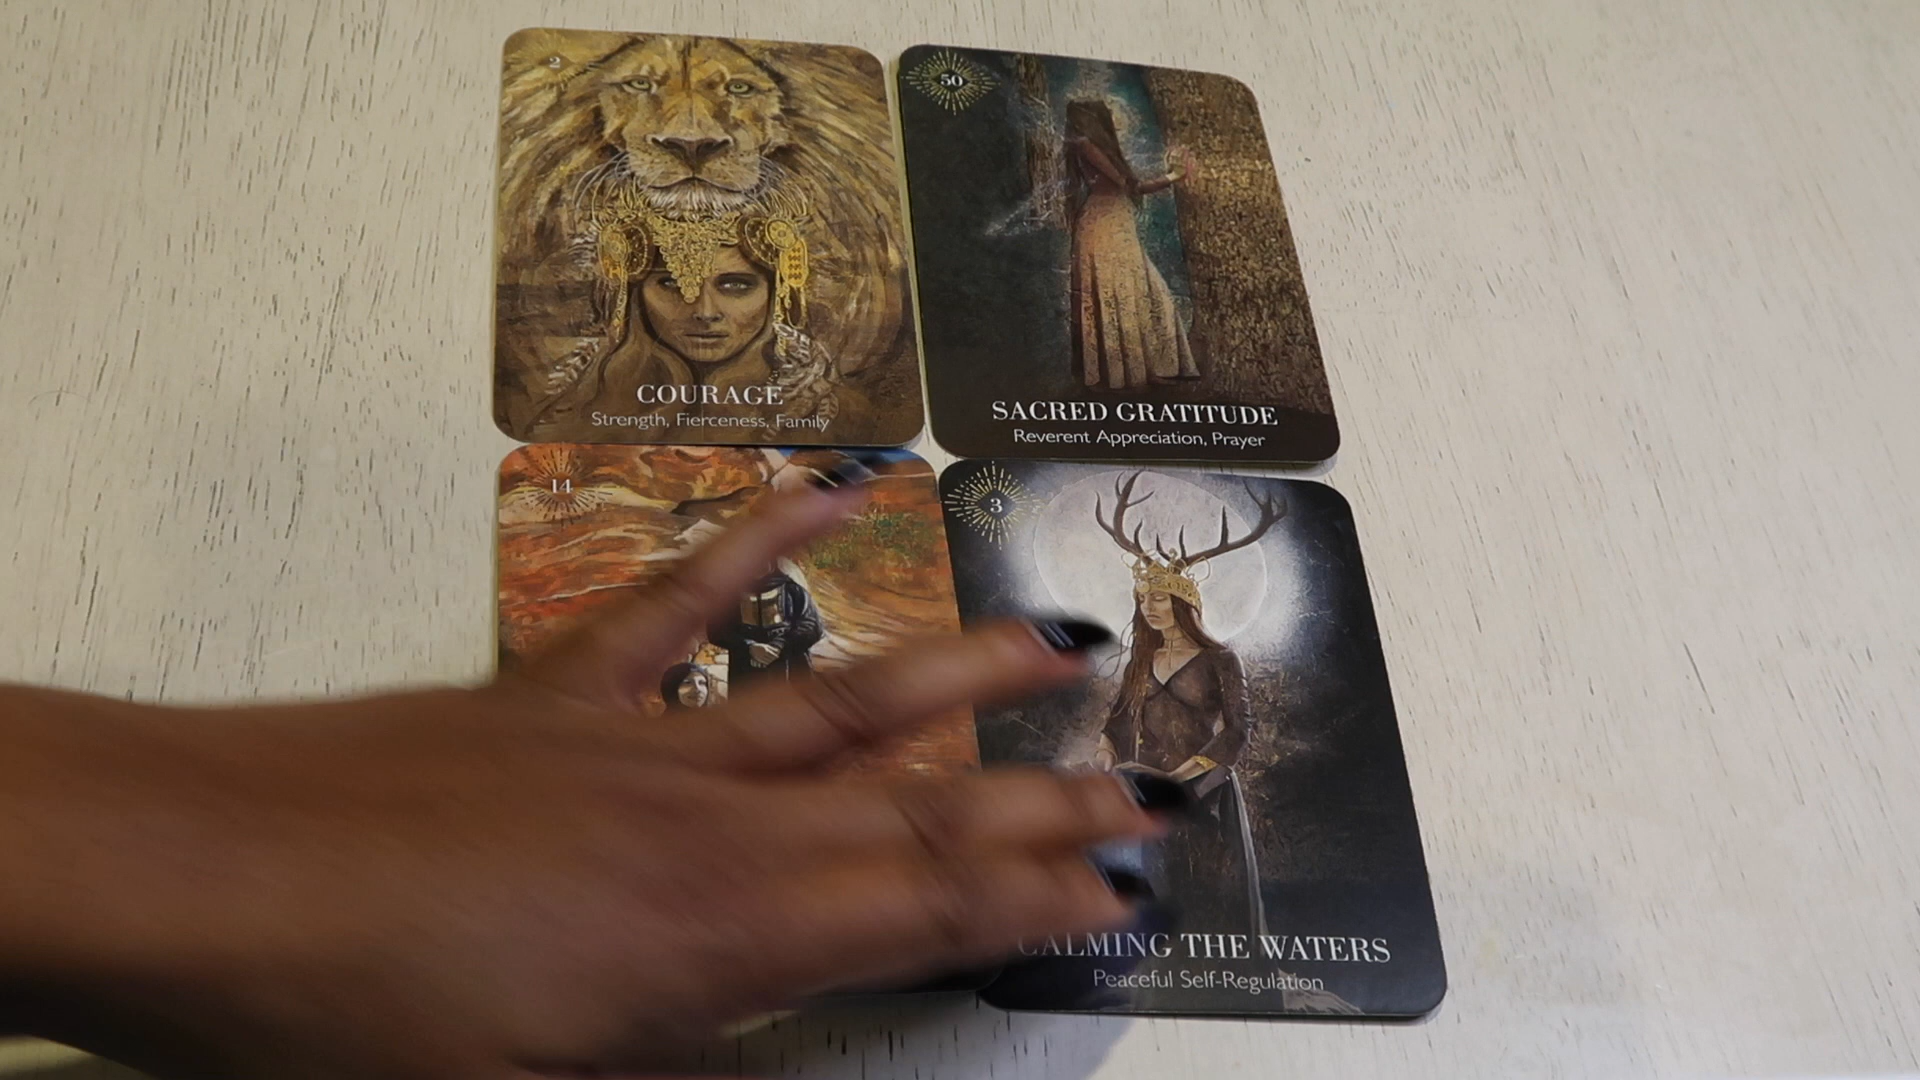 2
COURAGE
Strength, Fierceness, Family
50
SACRED GRATITUDE
Reverent Appreciation, Prayer
14
3
CALMING THE WATERS
Peaceful Self-Regulation